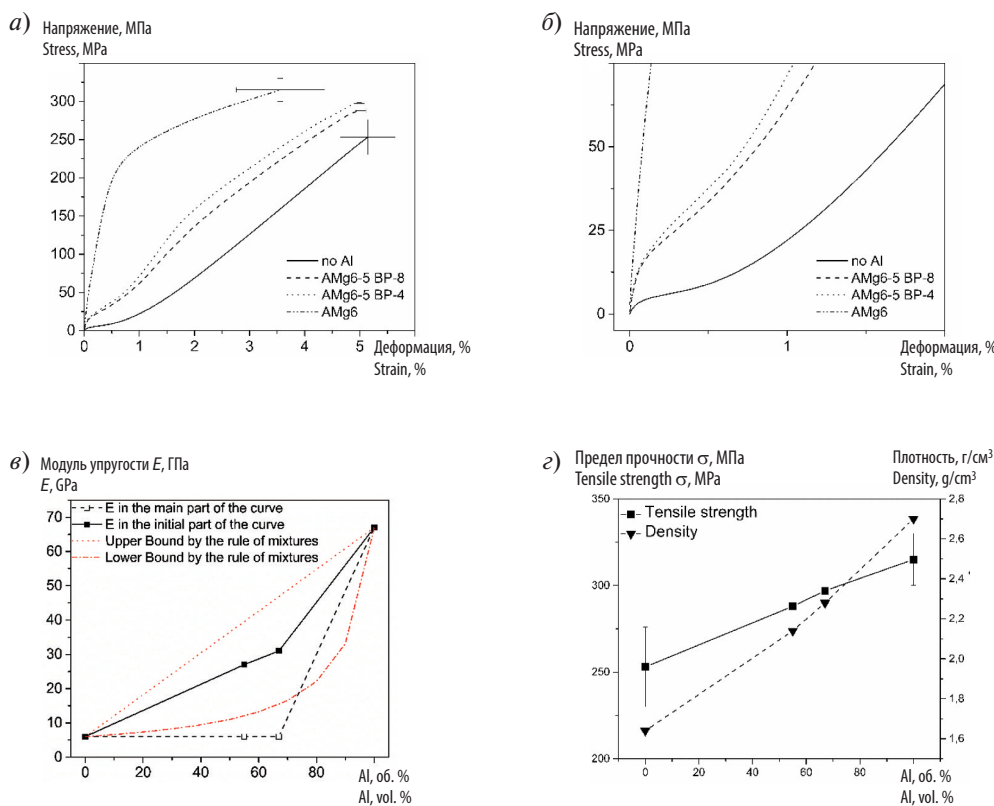 а) Напряжение, МПа
Stress, MPa
350
300
250
200
150
100
50
0
no Al
AMg6-5 BP-8
AMg6-5 BP-4
AMg6
0 1 2 3 4 5
Деформация, %
Strain, %
б) Напряжение, МПа
Stress, MPa
50
25
0
no Al
AMg6-5 BP-8
AMg6-5 BP-4
AMg6
0 1
Деформация, %
Strain, %
в) Модуль упругости E, ГПа
E, GPa
70
60
50
40
30
20
10
0
E in the main part of the curve
E in the initial part of the curve
Upper Bound by the rule of mixtures
Lower Bound by the rule of mixtures
0 20 40 60 80
Al, об. %
Al, vol. %
г) Предел прочности σ, МПа
Tensile strength σ, MPa
Плотность, г/см3
Density, g/cm3
350
300
250
200
Tensile strength
Density
2,8
2,6
2,4
2,2
2,0
1,8
1,6
0 20 40 60 80
Al, об. %
Al, vol. %